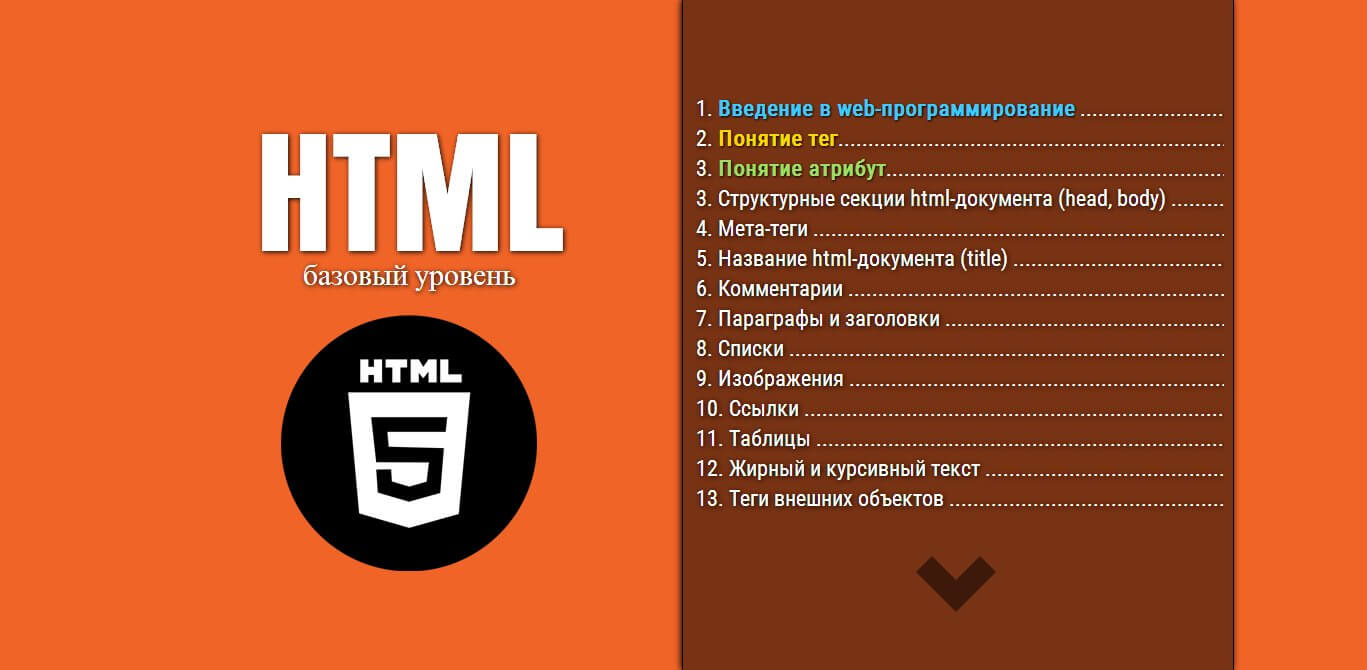 HTML
базовый уровень
HTML
5
1. Введение в web-программирование ........................
2. Понятие тег.................................................................
3. Понятие атрибут.........................................................
3. Структурные секции html-документа (head, body) .........
4. Мета-теги .....................................................................
5. Название html-документа (title) ...................................
6. Комментарии ...............................................................
7. Параграфы и заголовки ...............................................
8. Списки .........................................................................
9. Изображения ...............................................................
10. Ссылки ......................................................................
11. Таблицы ....................................................................
12. Жирный и курсивный текст ........................................
13. Теги внешних объектов ..............................................